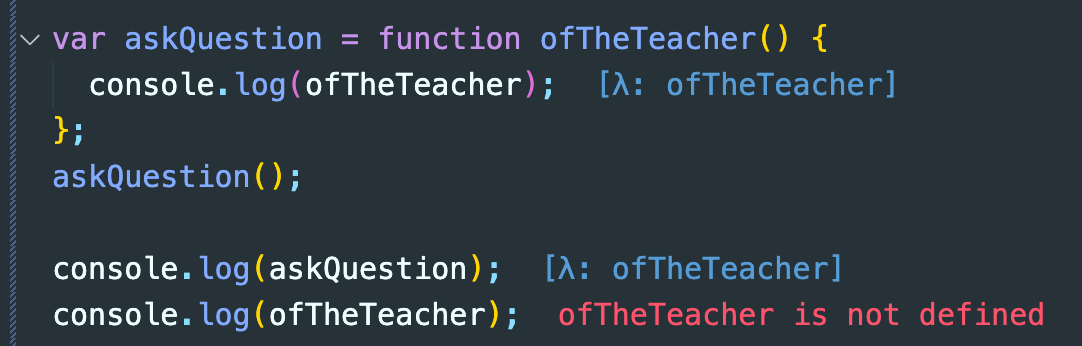 var askQuestion = function ofTheTeacher() {
  console.log(ofTheTeacher);  [λ: ofTheTeacher]
};
askQuestion();
console.log(askQuestion);  [λ: ofTheTeacher]
console.log(ofTheTeacher);  ofTheTeacher is not defined